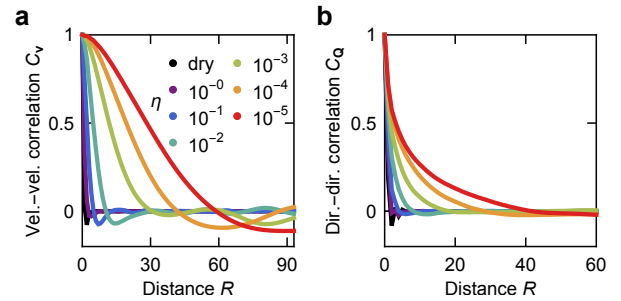 a
Vel.–vel. correlation Cᵥ
1
0.5
0
0 30 60 90
Distance R
η
dry
10⁻⁰
10⁻¹
10⁻²
10⁻³
10⁻⁴
10⁻⁵
b
Dir.–dir. correlation C_Q
1
0.5
0
0 20 40 60
Distance R